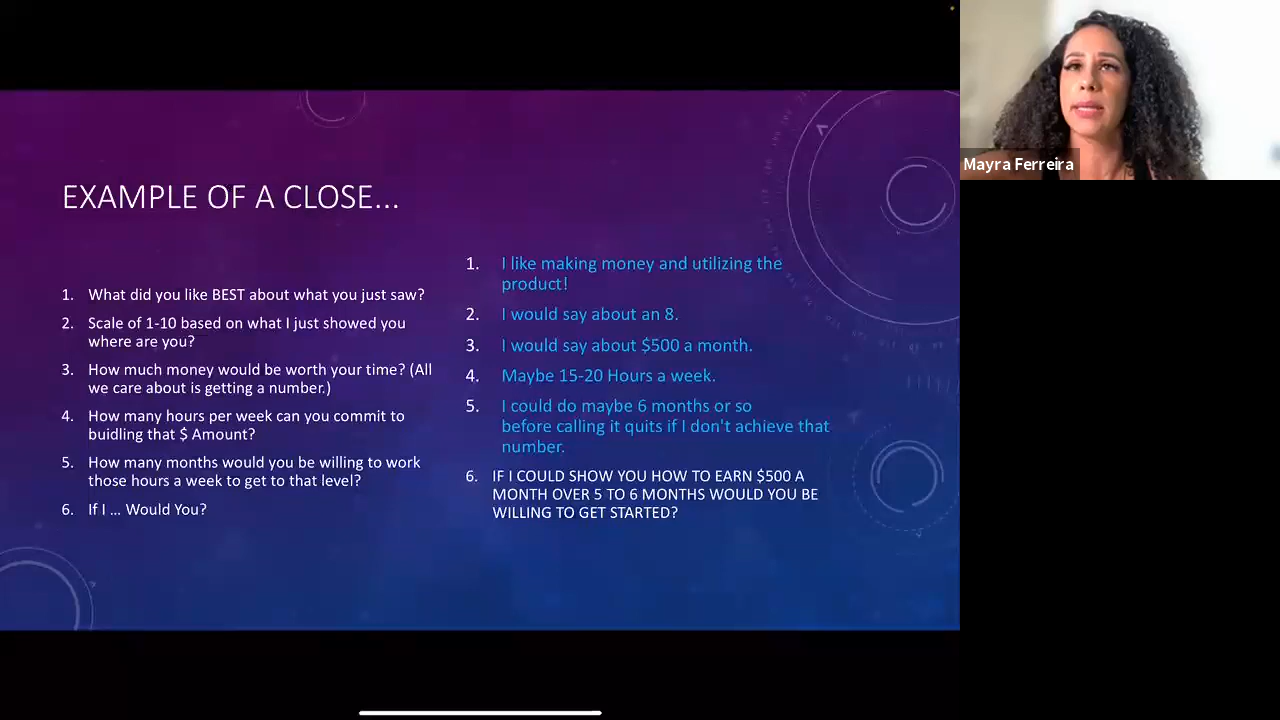 EXAMPLE OF A CLOSE...
1. What did you like BEST about what you just saw?
2. Scale of 1-10 based on what I just showed you
where are you?
3. How much money would be worth your time? (All
we care about is getting a number.)
4. How many hours per week can you commit to
buidling that $ Amount?
5. How many months would you be willing to work
those hours a week to get to that level?
6. If I ... Would You?
1. I like making money and utilizing the
product!
2. I would say about an 8.
3. I would say about $500 a month.
4. Maybe 15-20 Hours a week.
5. I could do maybe 6 months or so
before calling it quits if I don't achieve that
number.
6. IF I COULD SHOW YOU HOW TO EARN $500 A
MONTH OVER 5 TO 6 MONTHS WOULD YOU BE
WILLING TO GET STARTED?
Mayra Ferreira